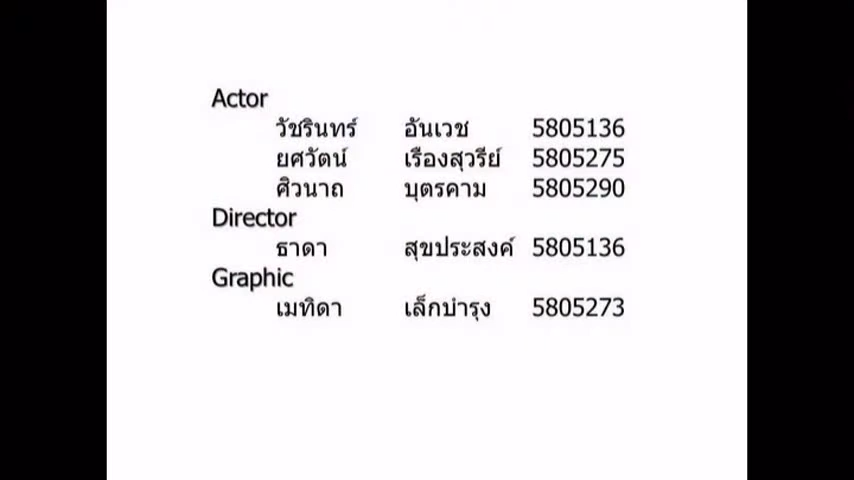 Actor
วัชรินทร์ อันเวช 5805136
ยศวัตน์ เรืองสุวรีย์ 5805275
ศิวนาถ บุตรคาม 5805290
Director
ธาดา สุขประสงค์ 5805136
Graphic
เมทิดา เล็กบำรุง 5805273